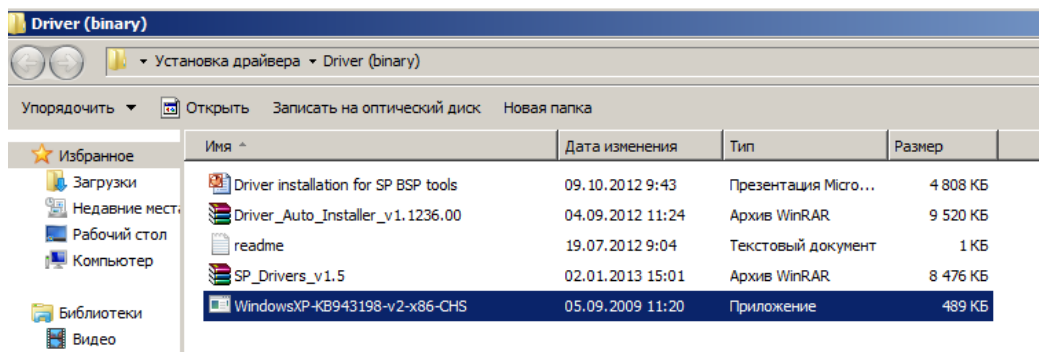 Driver (binary)
Установка драйвера Driver (binary)
Упорядочить Открыть Записать на оптический диск Новая папка
Избранное
Загрузки
Недавние места
Рабочий стол
Компьютер
Библиотеки
Видео
Имя Дата изменения Тип Размер
Driver installation for SP BSP tools 09.10.2012 9:43 Презентация Micro... 4 808 КБ
Driver_Auto_Installer_v1.1236.00 04.09.2012 11:24 Архив WinRAR 9 520 КБ
readme 19.07.2012 9:04 Текстовый документ 1 КБ
SP_Drivers_v1.5 02.01.2013 15:01 Архив WinRAR 8 476 КБ
WindowsXP-KB943198-v2-x86-CHS 05.09.2009 11:20 Приложение 489 КБ